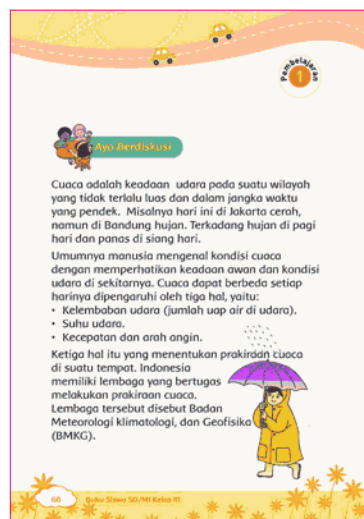 Pembelajaran
1
Ayo Berdiskusi
Cuaca adalah keadaan udara pada suatu wilayah
yang tidak terlalu luas dan dalam jangka waktu
yang pendek. Misalnya hari ini di Jakarta cerah,
namun di Bandung hujan. Terkadang hujan di pagi
hari dan panas di siang hari.
Umumnya manusia mengenal kondisi cuaca
dengan memperhatikan keadaan awan dan kondisi
udara di sekitarnya. Cuaca dapat berbeda setiap
harinya dipengaruhi oleh tiga hal, yaitu:
• Kelembaban udara (jumlah uap air di udara).
• Suhu udara.
• Kecepatan dan arah angin.
Ketiga hal itu yang menentukan prakiraan cuaca
di suatu tempat. Indonesia
memiliki lembaga yang bertugas
melakukan prakiraan cuaca.
Lembaga tersebut disebut Badan
Meteorologi klimatologi, dan Geofisika
(BMKG).
66 Buku Siswa SD/MI Kelas III